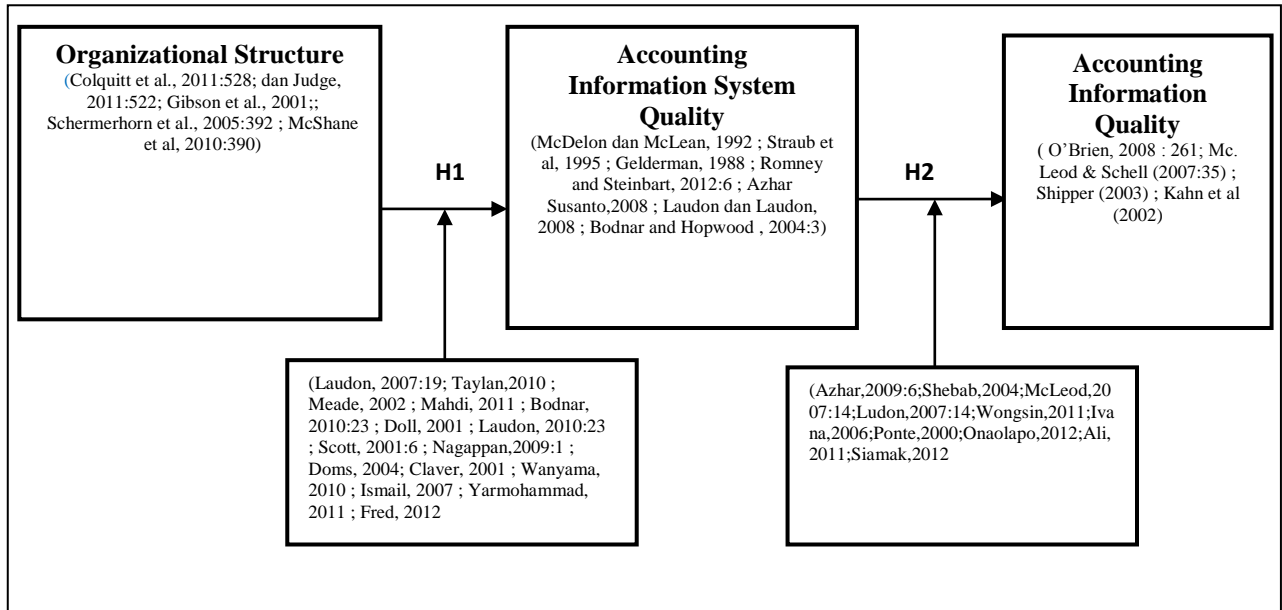 Organizational Structure
(Colquitt et al., 2011:528; dan Judge,
2011:522; Gibson et al., 2001;;
Schermerhorn et al., 2005:392 ; McShane
et al, 2010:390)
H1
Accounting
Information System
Quality
(McDelon dan McLean, 1992 ; Straub et
al, 1995 ; Gelderman, 1988 ; Romney
and Steinbart, 2012:6 ; Azhar
Susanto,2008 ; Laudon dan Laudon,
2008 ; Bodnar and Hopwood , 2004:3)
H2
Accounting
Information
Quality
( O’Brien, 2008 : 261; Mc.
Leod & Schell (2007:35) ;
Shipper (2003) ; Kahn et al
(2002)
(Laudon, 2007:19; Taylan,2010 ;
Meade, 2002 ; Mahdi, 2011 ; Bodnar,
2010:23 ; Doll, 2001 ; Laudon, 2010:23
; Scott, 2001:6 ; Nagappan,2009:1 ;
Doms, 2004; Claver, 2001 ; Wanyama,
2010 ; Ismail, 2007 ; Yarmohammad,
2011 ; Fred, 2012
(Azhar,2009:6;Shebab,2004;McLeod,20
07:14;Ludon,2007:14;Wongsin,2011;Iva
na,2006;Ponte,2000;Onaolapo,2012;Ali,
2011;Siamak,2012